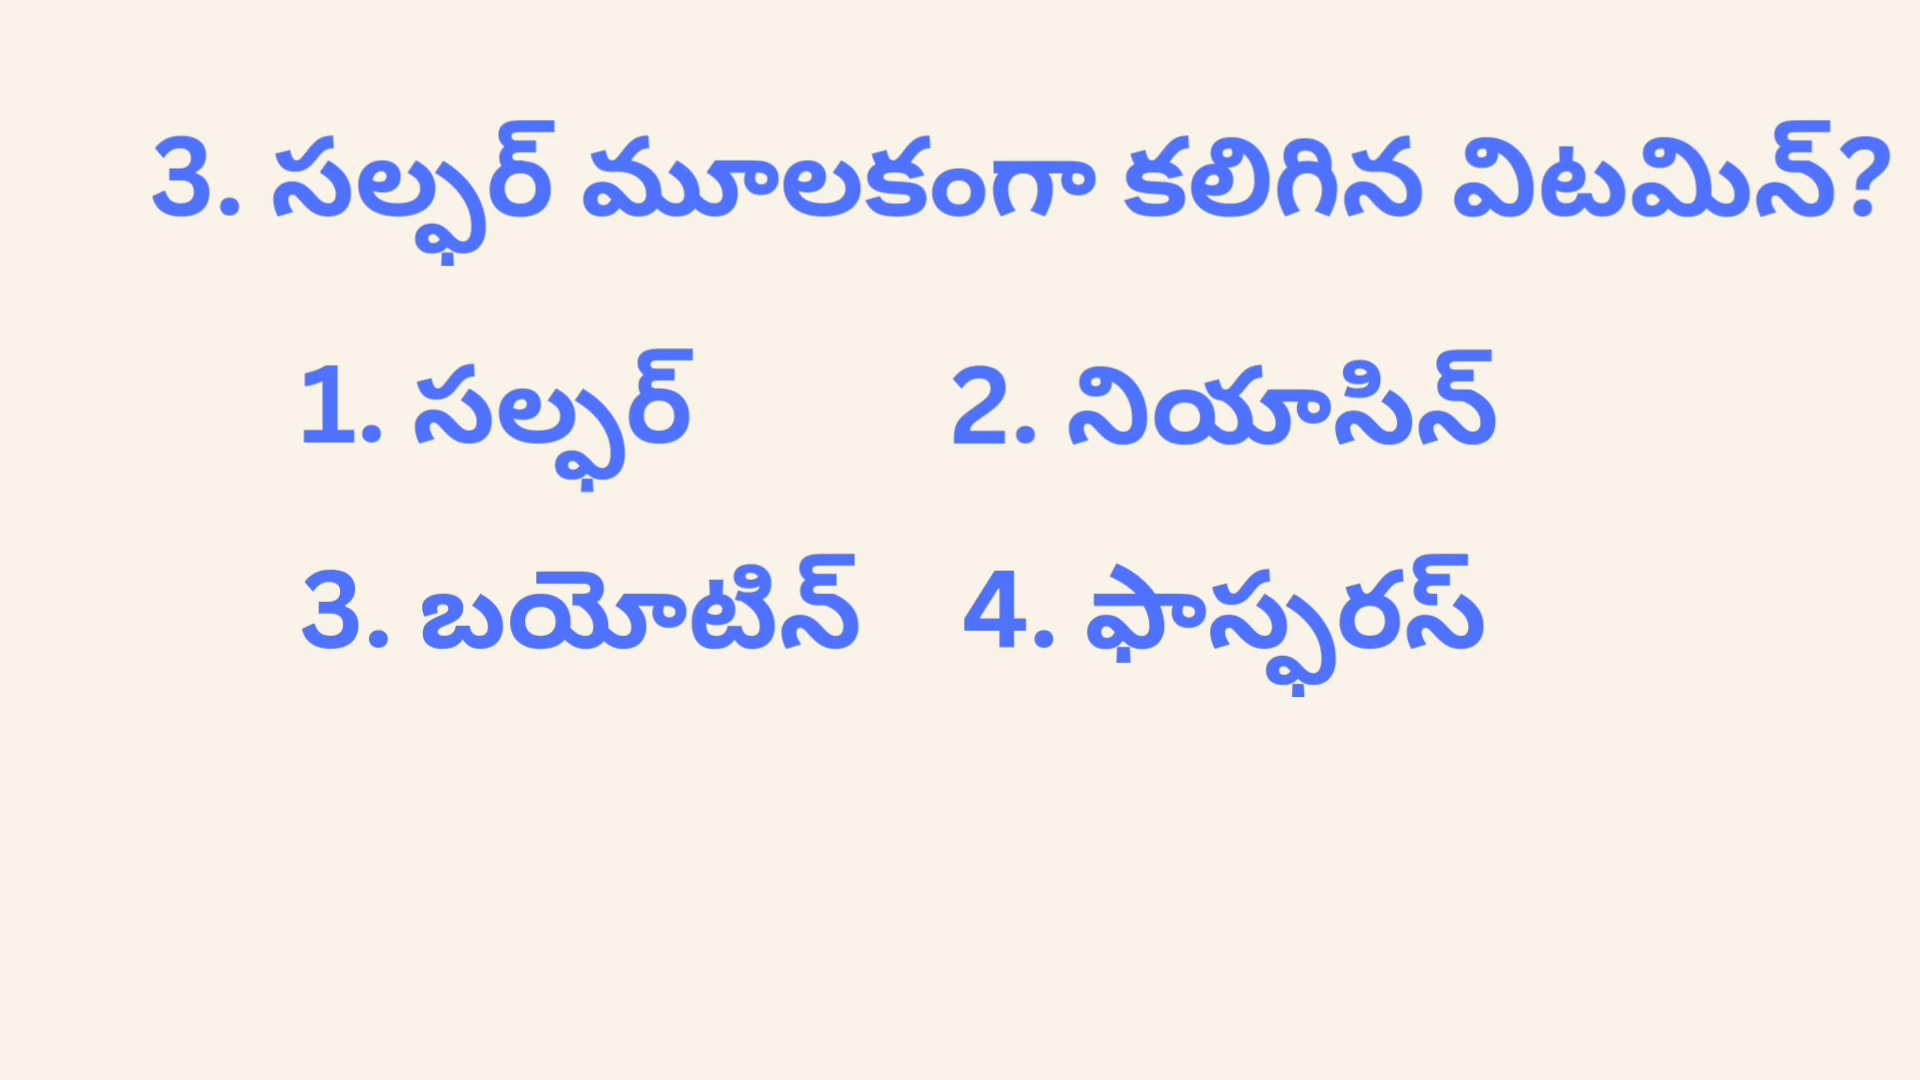 3. సల్ఫర్ మూలకంగా కలిగిన విటమిన్?
1. సల్ఫర్ 2. నియాసిన్
3. బయోటిన్ 4. ఫాస్ఫరస్